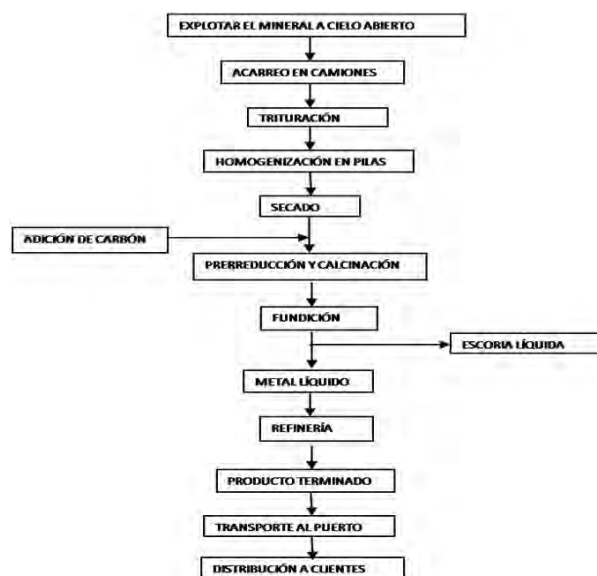 EXPLOTAR EL MINERAL A CIELO ABIERTO
ACARREO EN CAMIONES
TRITURACIÓN
HOMOGENIZACIÓN EN PILAS
SECADO
ADICIÓN DE CARBÓN
PRERREDUCCIÓN Y CALCINACIÓN
FUNDICIÓN
ESCORIA LÍQUIDA
METAL LÍQUIDO
REFINERÍA
PRODUCTO TERMINADO
TRANSPORTE AL PUERTO
DISTRIBUCIÓN A CLIENTES